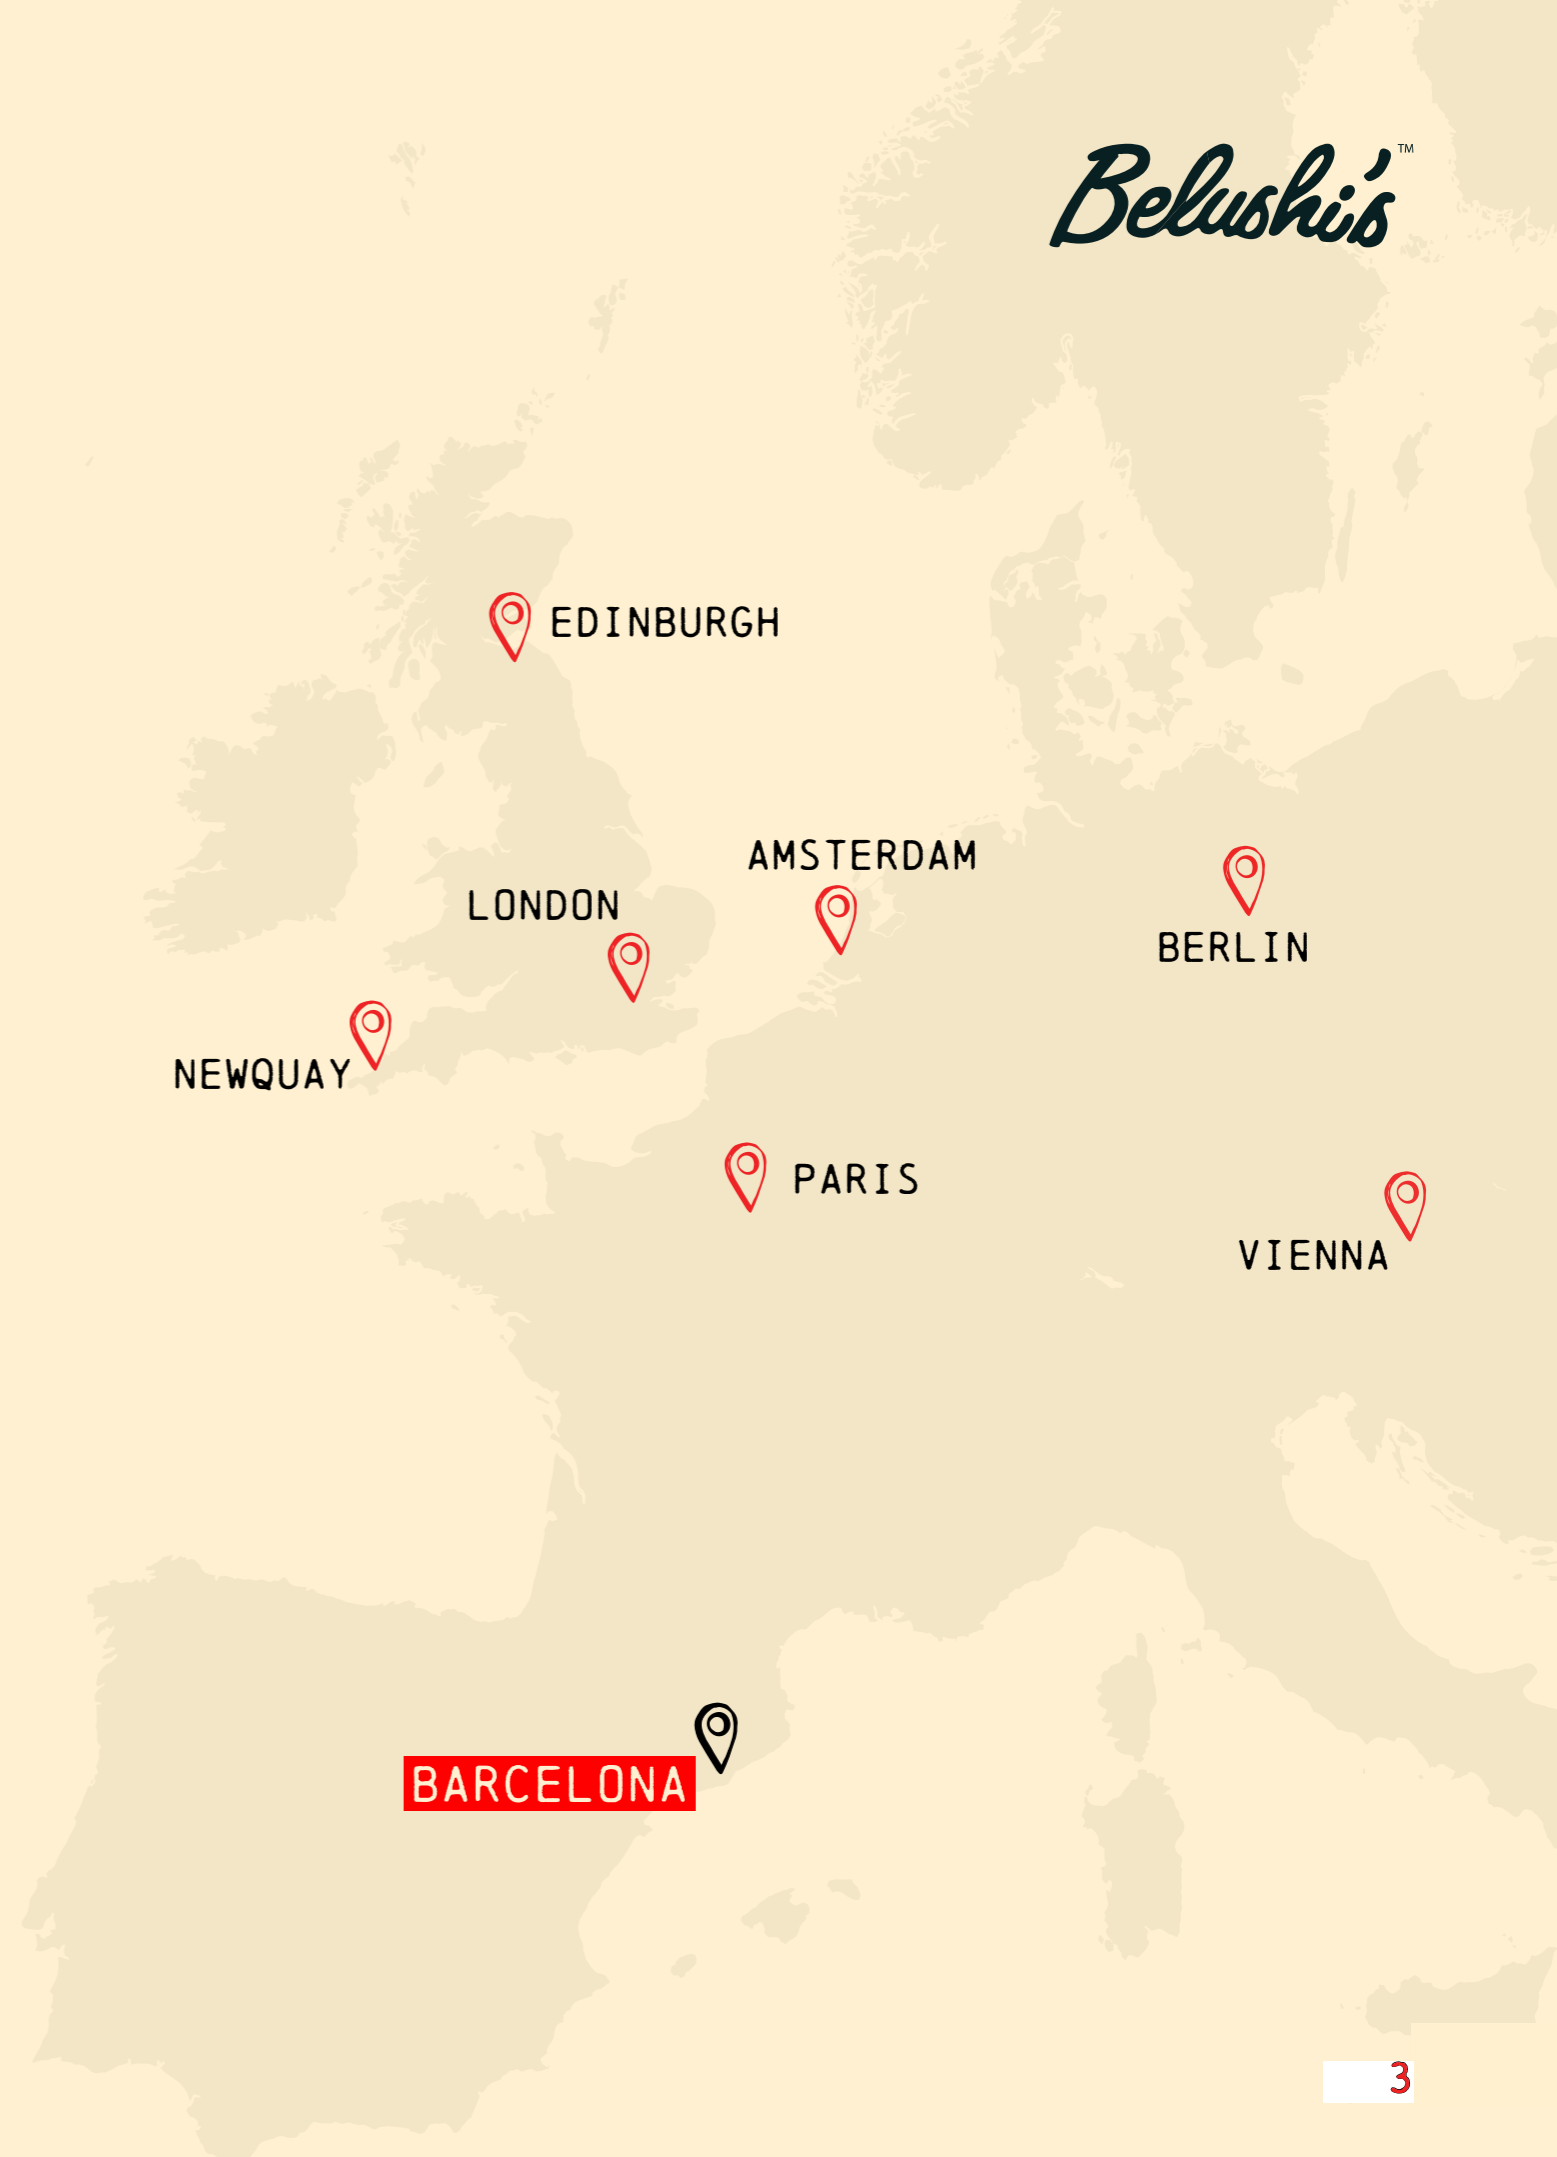 Belushi's™
EDINBURGH
AMSTERDAM
LONDON
BERLIN
NEWQUAY
PARIS
VIENNA
BARCELONA
3